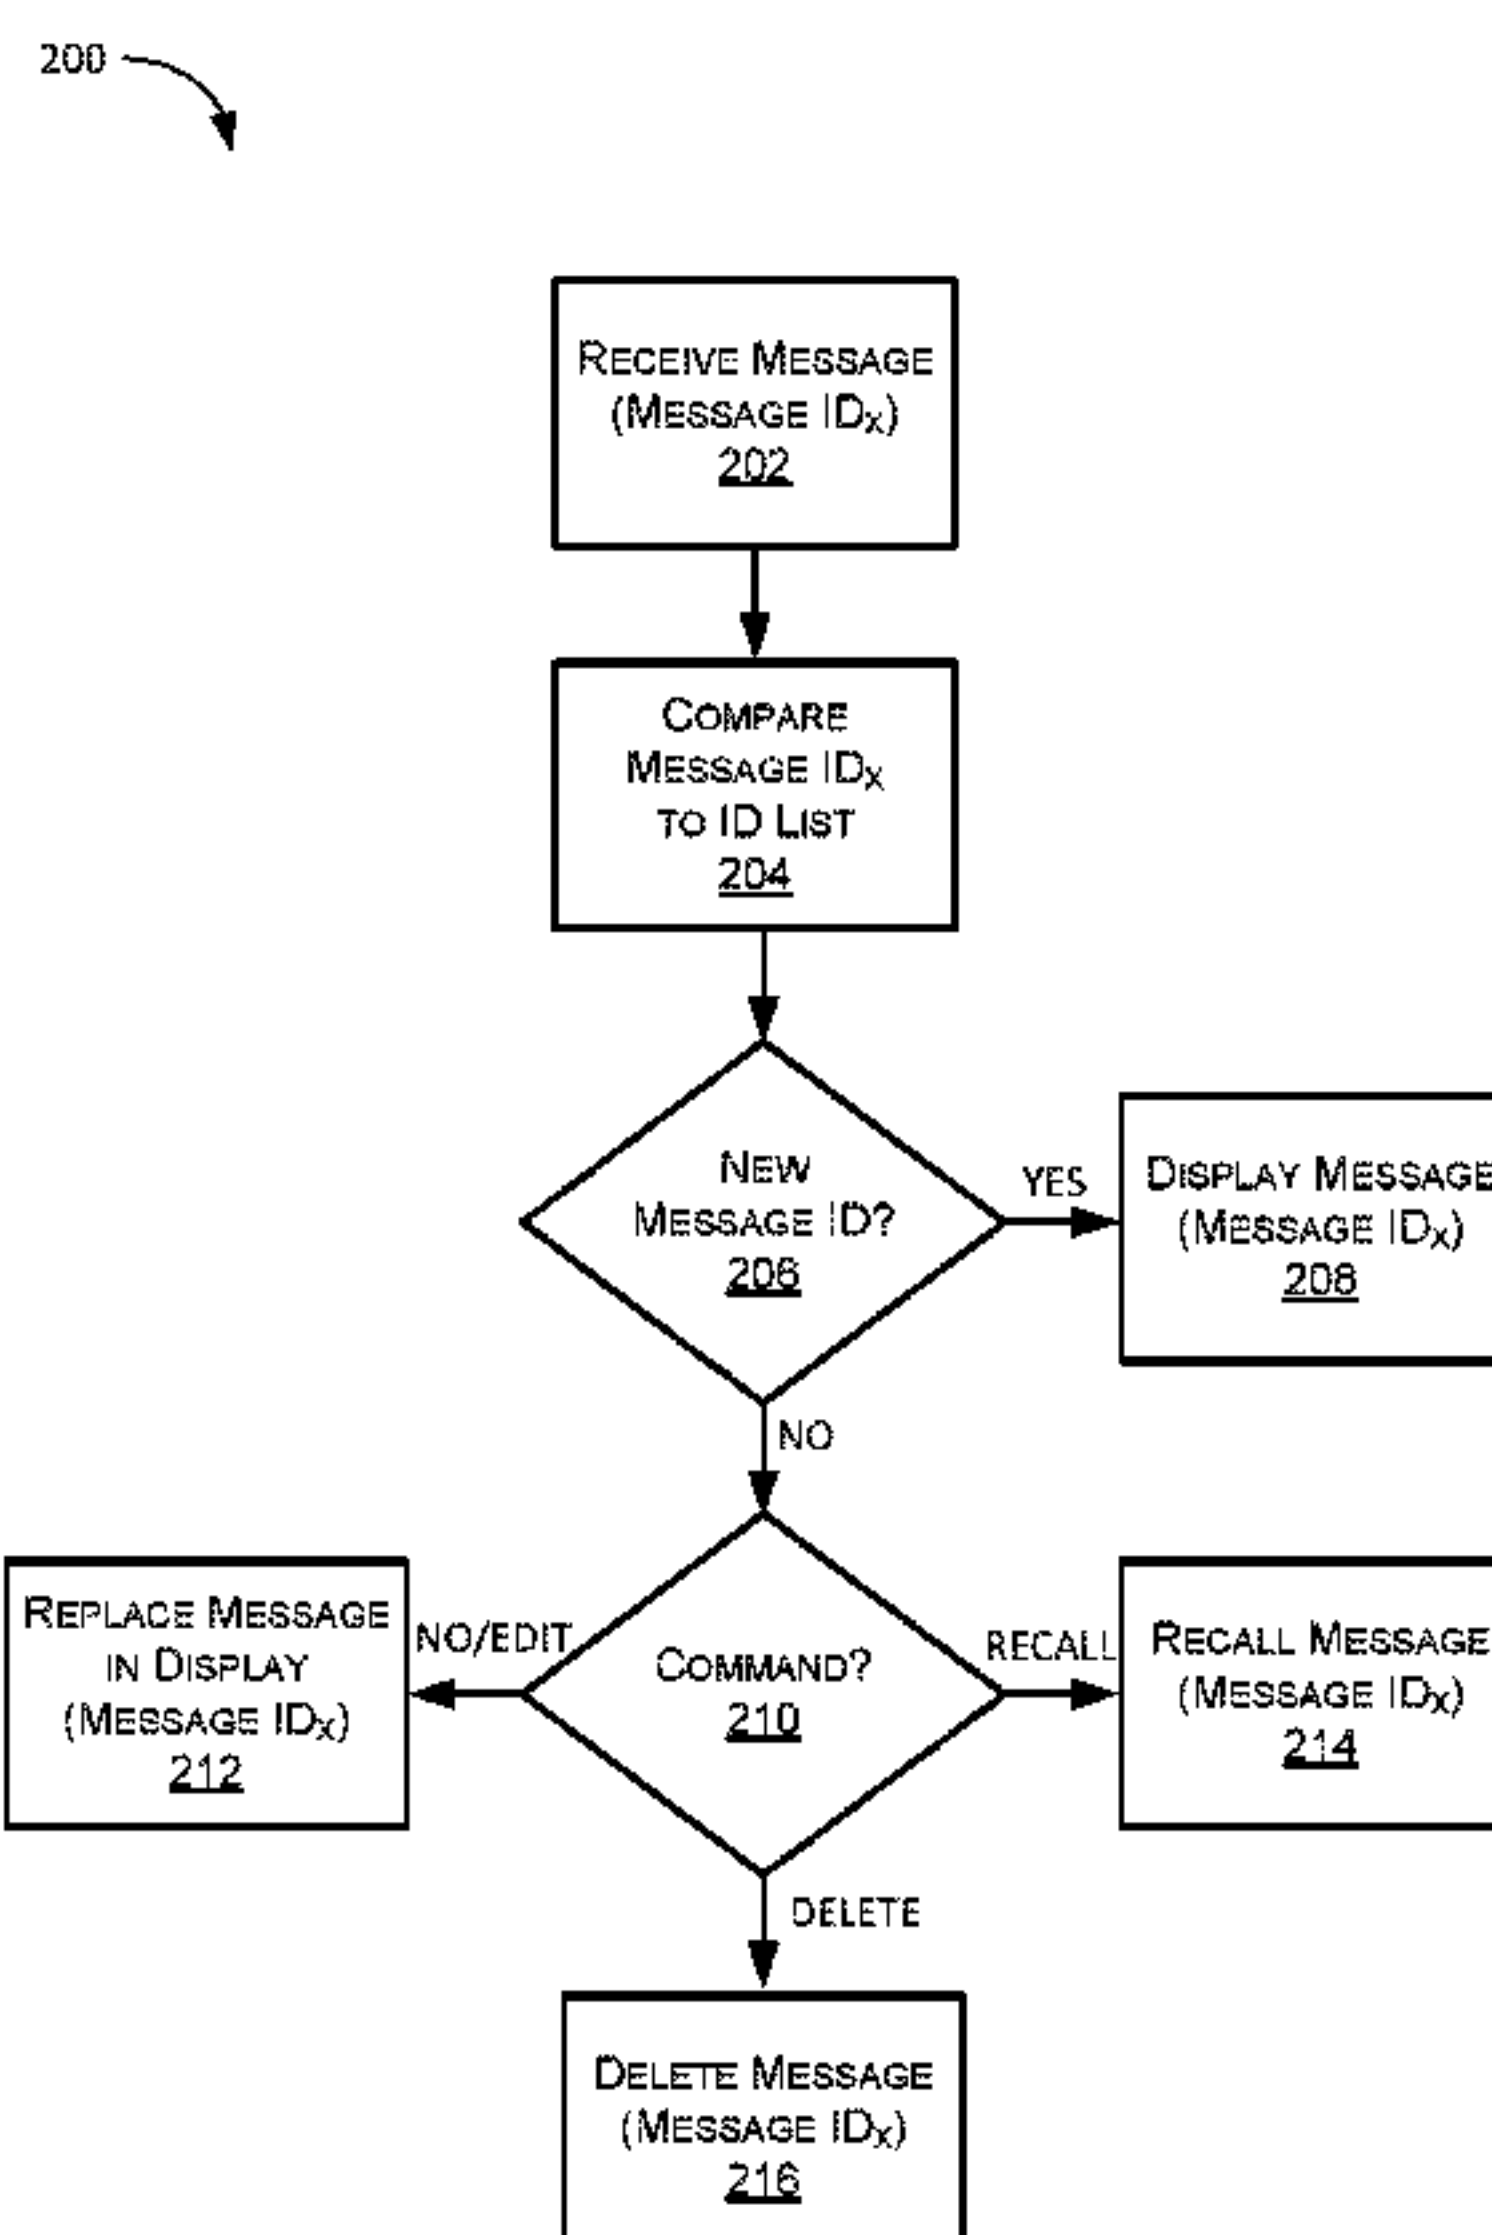 200
RECEIVE MESSAGE
(MESSAGE IDX)
202
COMPARE
MESSAGE IDX
TO ID LIST
204
NEW
MESSAGE ID?
206
YES
DISPLAY MESSAGE
(MESSAGE IDX)
208
NO
REPLACE MESSAGE
IN DISPLAY
(MESSAGE IDX)
212
NO/EDIT
COMMAND?
210
RECALL
RECALL MESSAGE
(MESSAGE IDX)
214
DELETE
DELETE MESSAGE
(MESSAGE IDX)
216